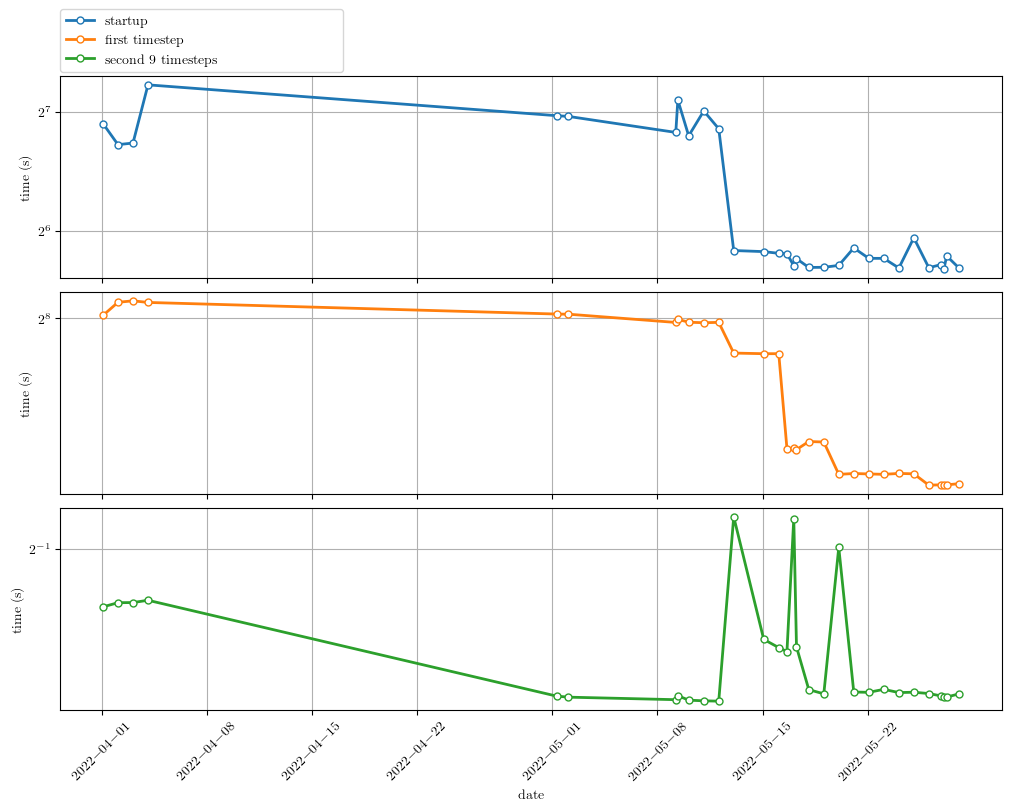 startup
first timestep
second 9 timesteps
2^7
2^6
time (s)
2^8
time (s)
2^-1
time (s)
2022-04-01
2022-04-08
2022-04-15
2022-04-22
2022-05-01
2022-05-08
2022-05-15
2022-05-22
date